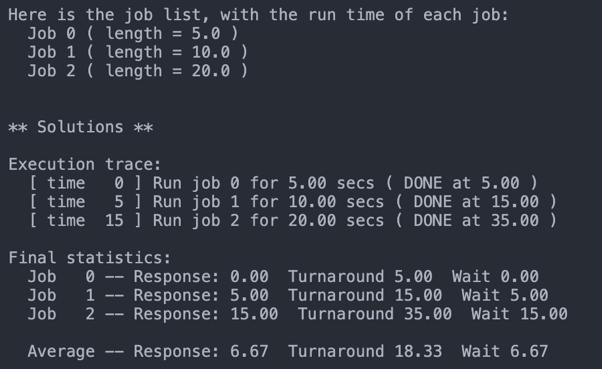 Here is the job list, with the run time of each job:
  Job 0 ( length = 5.0 )
  Job 1 ( length = 10.0 )
  Job 2 ( length = 20.0 )
** Solutions **
Execution trace:
  [ time   0 ] Run job 0 for 5.00 secs ( DONE at 5.00 )
  [ time   5 ] Run job 1 for 10.00 secs ( DONE at 15.00 )
  [ time  15 ] Run job 2 for 20.00 secs ( DONE at 35.00 )
Final statistics:
  Job   0 -- Response: 0.00  Turnaround 5.00  Wait 0.00
  Job   1 -- Response: 5.00  Turnaround 15.00  Wait 5.00
  Job   2 -- Response: 15.00  Turnaround 35.00  Wait 15.00
  Average -- Response: 6.67  Turnaround 18.33  Wait 6.67